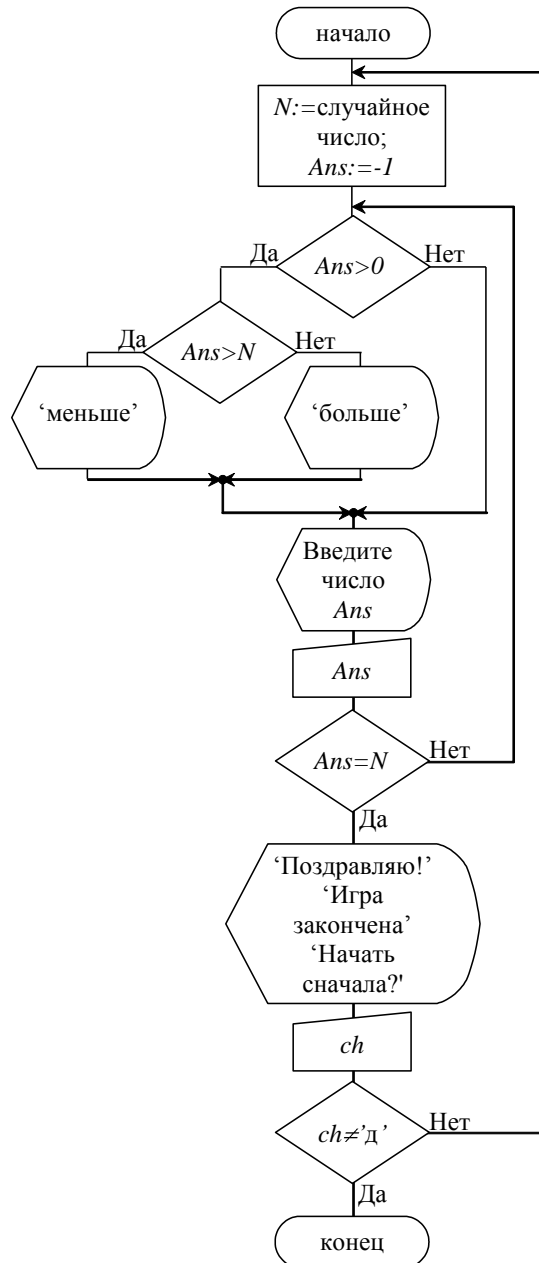 начало
N:=случайное
число;
Ans:=-1
Да
Ans>0
Нет
Да
Ans>N
Нет
‘меньше’
‘больше’
Введите
число
Ans
Ans
Ans=N
Нет
Да
‘Поздравляю!’
‘Игра
закончена’
‘Начать
сначала?'
ch
ch≠’д’
Нет
Да
конец